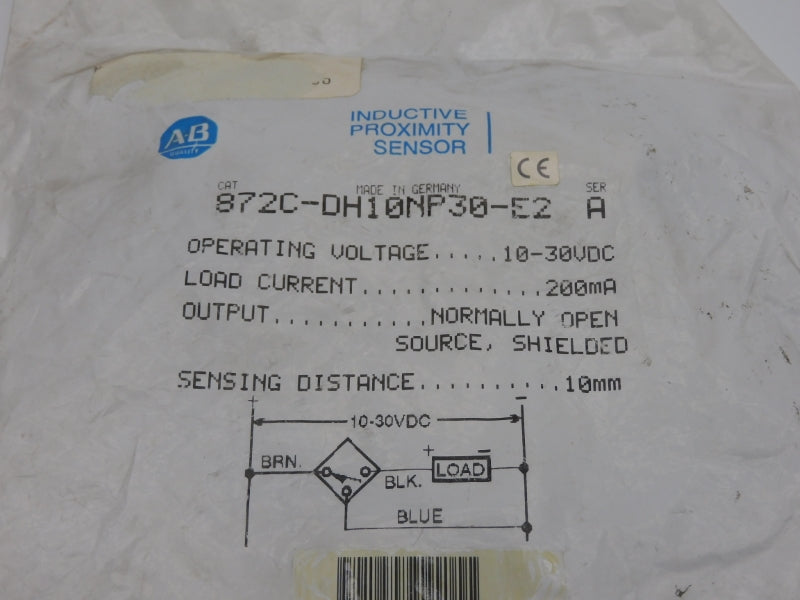 INDUCTIVE
PROXIMITY
SENSOR
A-B
QUALITY
CE
CAT
MADE IN GERMANY
SER
872C-DH10NP30-E2 A
OPERATING VOLTAGE.....10-30VDC
LOAD CURRENT.............200mA
OUTPUT...........NORMALLY OPEN
SOURCE, SHIELDED
SENSING DISTANCE..........10mm
+ −
10-30VDC
+ −
BRN.
LOAD
BLK.
BLUE